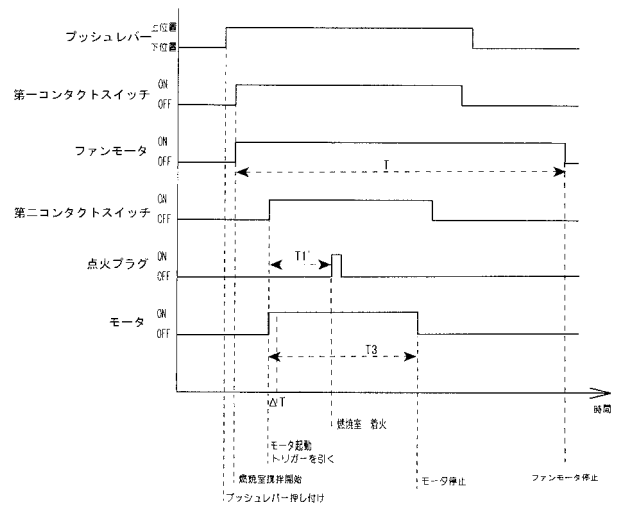 プッシュレバー
上位置
下位置
第一コンタクトスイッチ
ON
OFF
ファンモータ
ON
OFF
T
第二コンタクトスイッチ
ON
OFF
点火プラグ
ON
OFF
T1
モータ
ON
OFF
T3
ΔT
時間
燃焼室 着火
モータ起動
トリガーを引く
燃焼室撹拌開始
モータ停止
ファンモータ停止
プッシュレバー押し付け